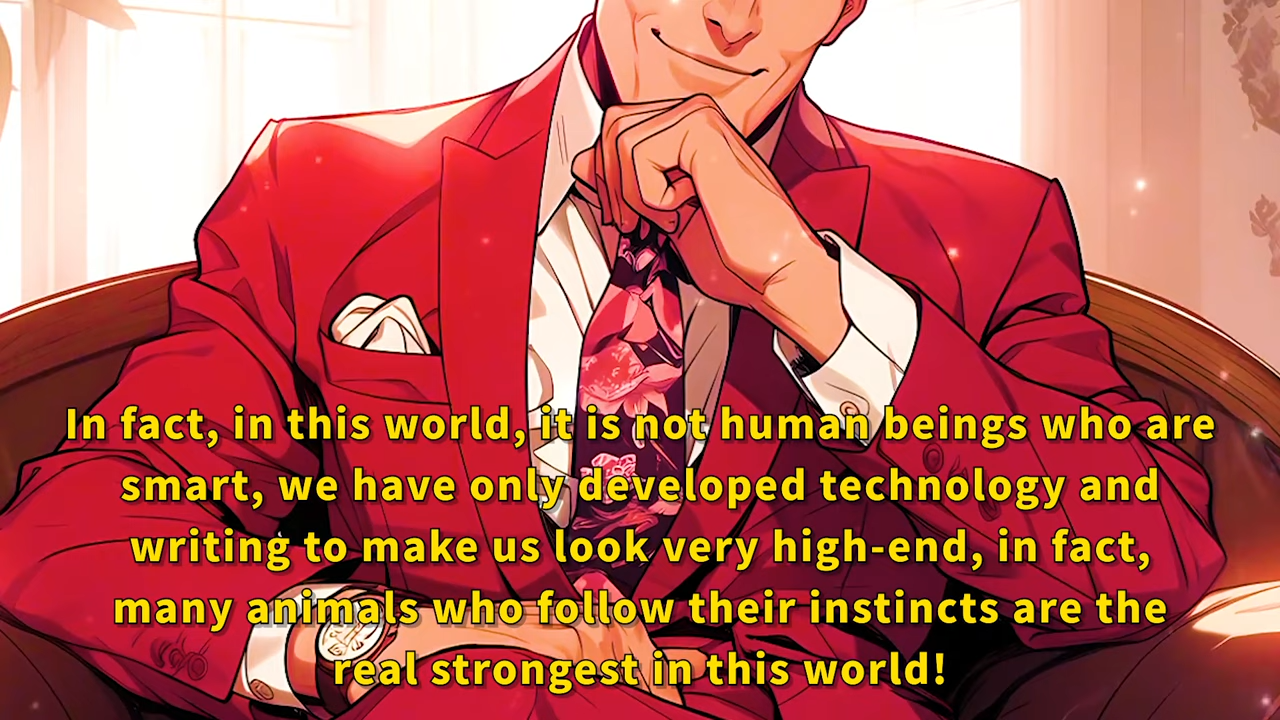 In fact, in this world, it is not human beings who are
smart, we have only developed technology and
writing to make us look very high-end, in fact,
many animals who follow their instincts are the
real strongest in this world!